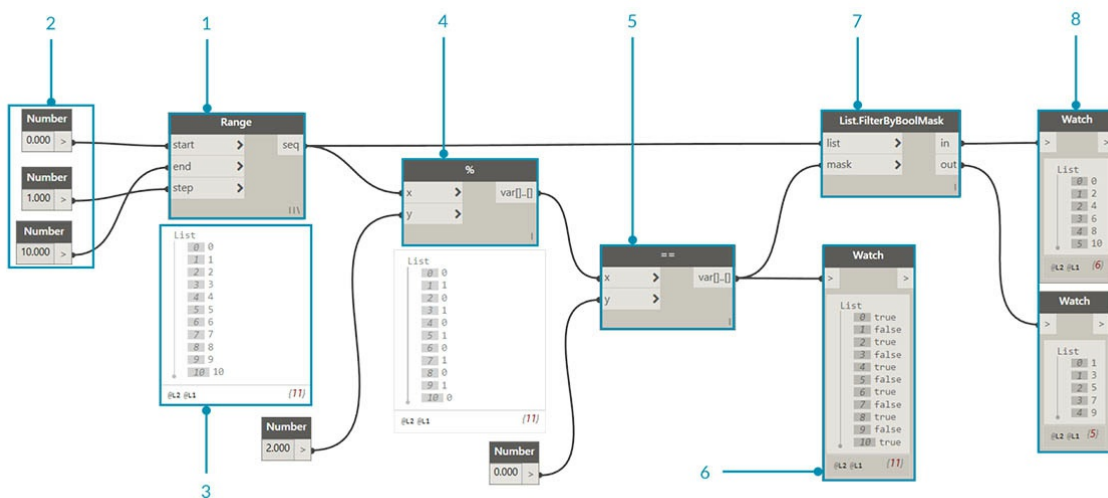 2
1
4
5
7
8
Number
0.000 >
Number
1.000 >
Number
10.000 >
Range
start > seq
end >
step >
List
0 0
1 1
2 2
3 3
4 4
5 5
6 6
7 7
8 8
9 9
10 10
@L2 @L1 {11}
3
Number
2.000 >
%
x > var[]..[]
y >
List
0 0
1 1
2 0
3 1
4 0
5 1
6 0
7 1
8 0
9 1
10 0
@L2 @L1 {11}
Number
0.000 >
==
x > var[]..[]
y >
List.FilterByBoolMask
list > in
mask > out
Watch
>
List
0 true
1 false
2 true
3 false
4 true
5 false
6 true
7 false
8 true
9 false
10 true
@L2 @L1 {11}
6
Watch
>
List
0 0
1 2
2 4
3 6
4 8
5 10
@L2 @L1 {6}
Watch
>
List
0 1
1 3
2 5
3 7
4 9
@L2 @L1 {5}